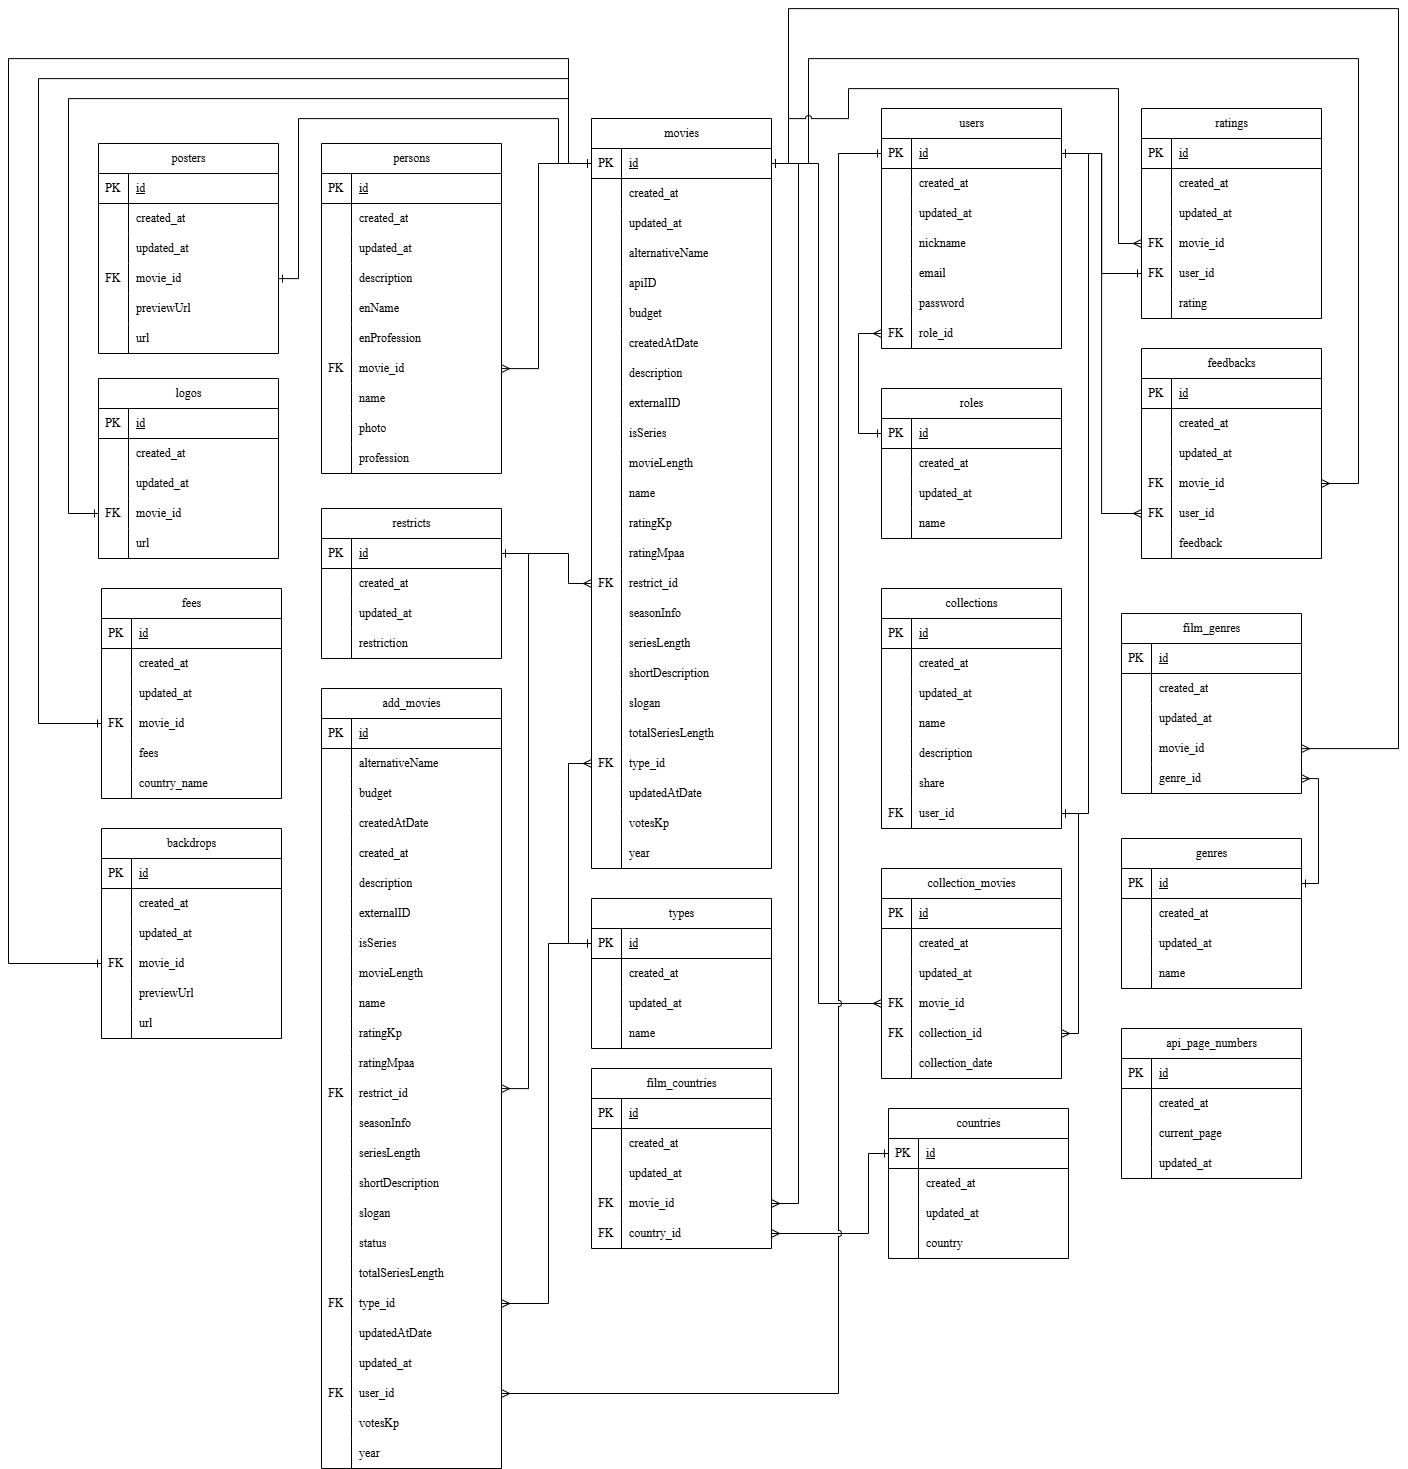 posters
PK id
created_at
updated_at
FK movie_id
previewUrl
url
logos
PK id
created_at
updated_at
FK movie_id
url
fees
PK id
created_at
updated_at
FK movie_id
fees
country_name
backdrops
PK id
created_at
updated_at
FK movie_id
previewUrl
url
persons
PK id
created_at
updated_at
description
enName
enProfession
FK movie_id
name
photo
profession
restricts
PK id
created_at
updated_at
restriction
add_movies
PK id
alternativeName
budget
createdAtDate
created_at
description
externalID
isSeries
movieLength
name
ratingKp
ratingMpaa
FK restrict_id
seasonInfo
seriesLength
shortDescription
slogan
status
totalSeriesLength
FK type_id
updatedAtDate
updated_at
FK user_id
votesKp
year
movies
PK id
created_at
updated_at
alternativeName
apiID
budget
createdAtDate
description
externalID
isSeries
movieLength
name
ratingKp
ratingMpaa
FK restrict_id
seasonInfo
seriesLength
shortDescription
slogan
totalSeriesLength
FK type_id
updatedAtDate
votesKp
year
types
PK id
created_at
updated_at
name
film_countries
PK id
created_at
updated_at
FK movie_id
FK country_id
users
PK id
created_at
updated_at
nickname
email
password
FK role_id
roles
PK id
created_at
updated_at
name
collections
PK id
created_at
updated_at
name
description
share
FK user_id
collection_movies
PK id
created_at
updated_at
FK movie_id
FK collection_id
collection_date
countries
PK id
created_at
updated_at
country
ratings
PK id
created_at
updated_at
FK movie_id
FK user_id
rating
feedbacks
PK id
created_at
updated_at
FK movie_id
FK user_id
feedback
film_genres
PK id
created_at
updated_at
movie_id
genre_id
genres
PK id
created_at
updated_at
name
api_page_numbers
PK id
created_at
current_page
updated_at